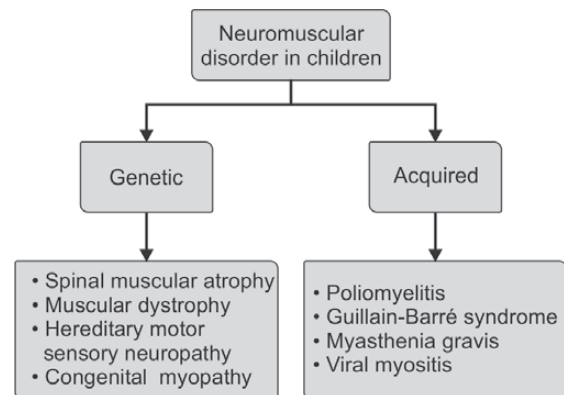 Neuromuscular
disorder in children
Genetic
Acquired
• Spinal muscular atrophy
• Muscular dystrophy
• Hereditary motor
sensory neuropathy
• Congenital myopathy
• Poliomyelitis
• Guillain-Barré syndrome
• Myasthenia gravis
• Viral myositis